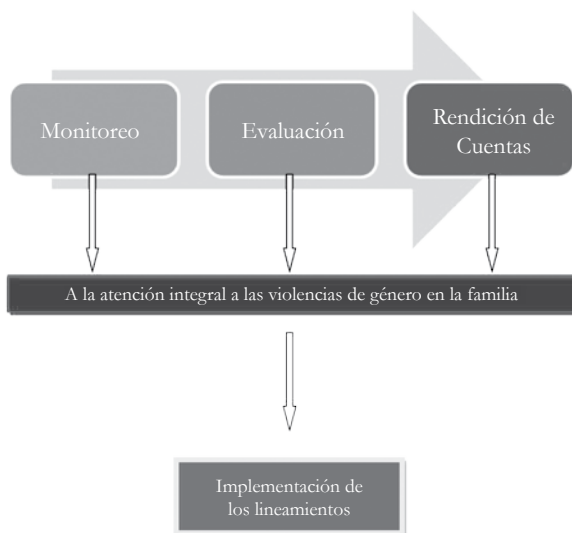 Monitoreo
Evaluación
Rendición de
Cuentas
A la atención integral a las violencias de género en la familia
Implementación de
los lineamientos